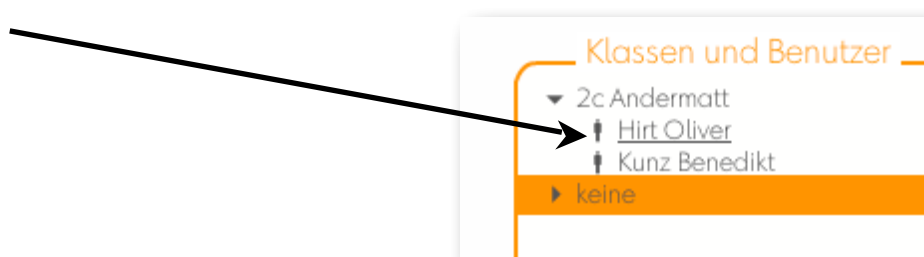 Klassen und Benutzer
2c Andermatt
Hirt Oliver
Kunz Benedikt
keine